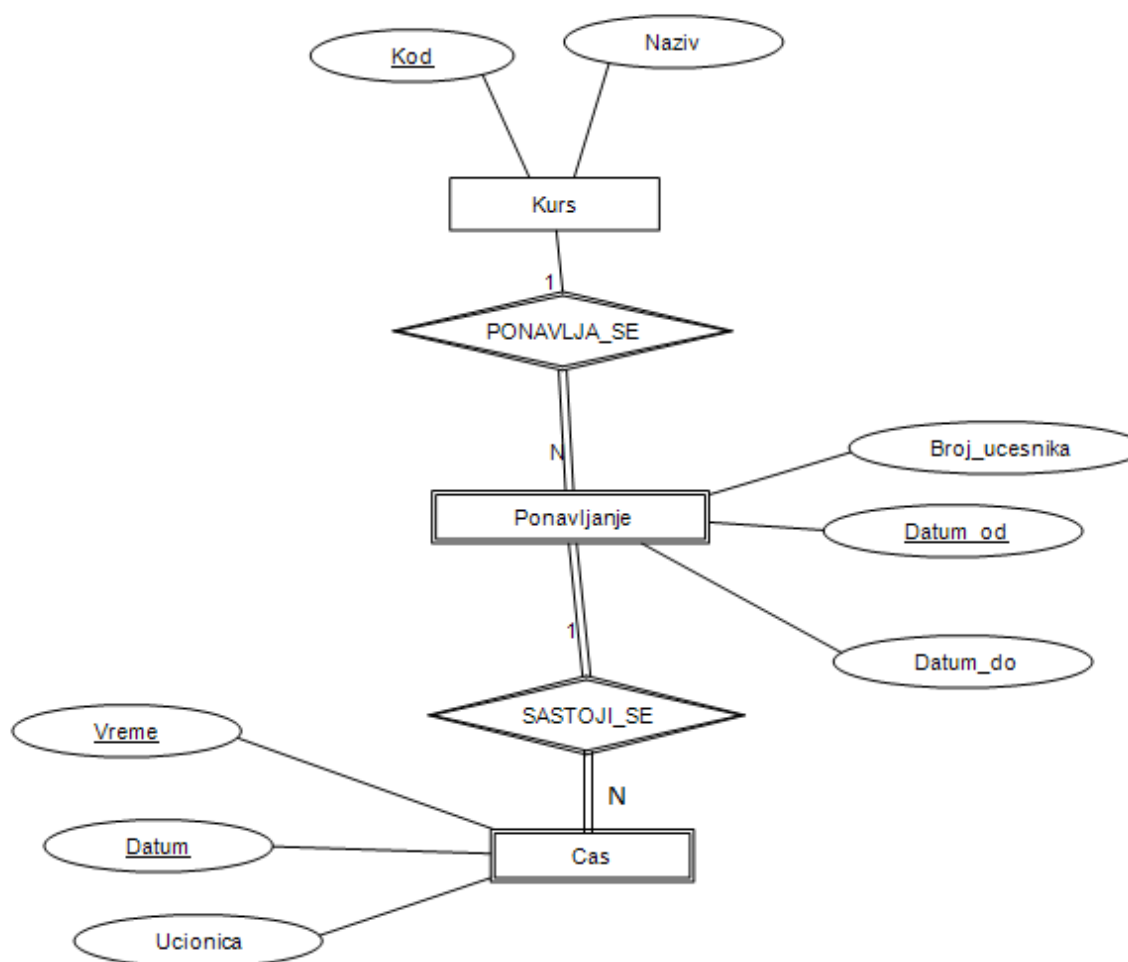 Kod
Naziv
Kurs
1
PONAVLJA_SE
N
Broj_ucesnika
Ponavljanje
Datum_od
1
Datum_do
SASTOJI_SE
Vreme
N
Datum
Cas
Ucionica